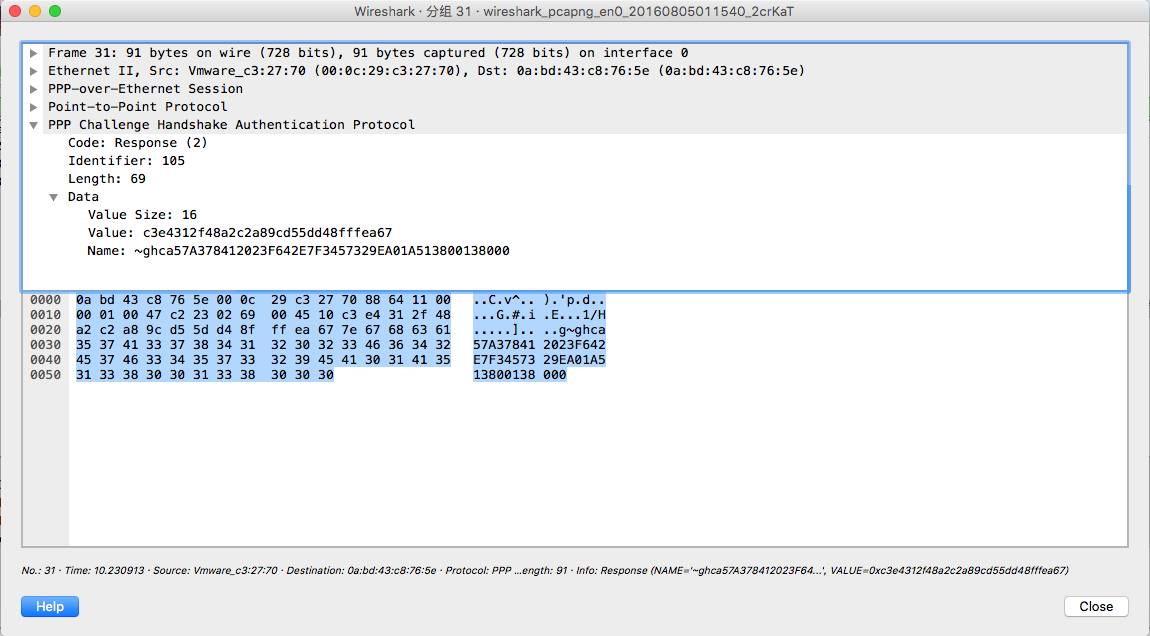 Wireshark · 分组 31 · wireshark_pcapng_en0_20160805011540_2crKaT
Frame 31: 91 bytes on wire (728 bits), 91 bytes captured (728 bits) on interface 0
Ethernet II, Src: Vmware_c3:27:70 (00:0c:29:c3:27:70), Dst: 0a:bd:43:c8:76:5e (0a:bd:43:c8:76:5e)
PPP-over-Ethernet Session
Point-to-Point Protocol
PPP Challenge Handshake Authentication Protocol
Code: Response (2)
Identifier: 105
Length: 69
Data
Value Size: 16
Value: c3e4312f48a2c2a89cd55dd48fffea67
Name: ~ghca57A378412023F642E7F3457329EA01A513800138000
0000 0a bd 43 c8 76 5e 00 0c 29 c3 27 70 88 64 11 00 ..C.v^.. ).'p.d..
0010 00 01 00 47 c2 23 02 69 00 45 10 c3 e4 31 2f 48 ...G.#.i .E...1/H
0020 a2 c2 a8 9c d5 5d d4 8f ff ea 67 7e 67 68 63 61 .....].. ..g~ghca
0030 35 37 41 33 37 38 34 31 32 30 32 33 46 36 34 32 57A37841 2023F642
0040 45 37 46 33 34 35 37 33 32 39 45 41 30 31 41 35 E7F34573 29EA01A5
0050 31 33 38 30 30 31 33 38 30 30 30 13800138 000
No.: 31 · Time: 10.230913 · Source: Vmware_c3:27:70 · Destination: 0a:bd:43:c8:76:5e · Protocol: PPP ...ength: 91 · Info: Response (NAME='~ghca57A378412023F64...', VALUE=0xc3e4312f48a2c2a89cd55dd48fffea67)
Help Close